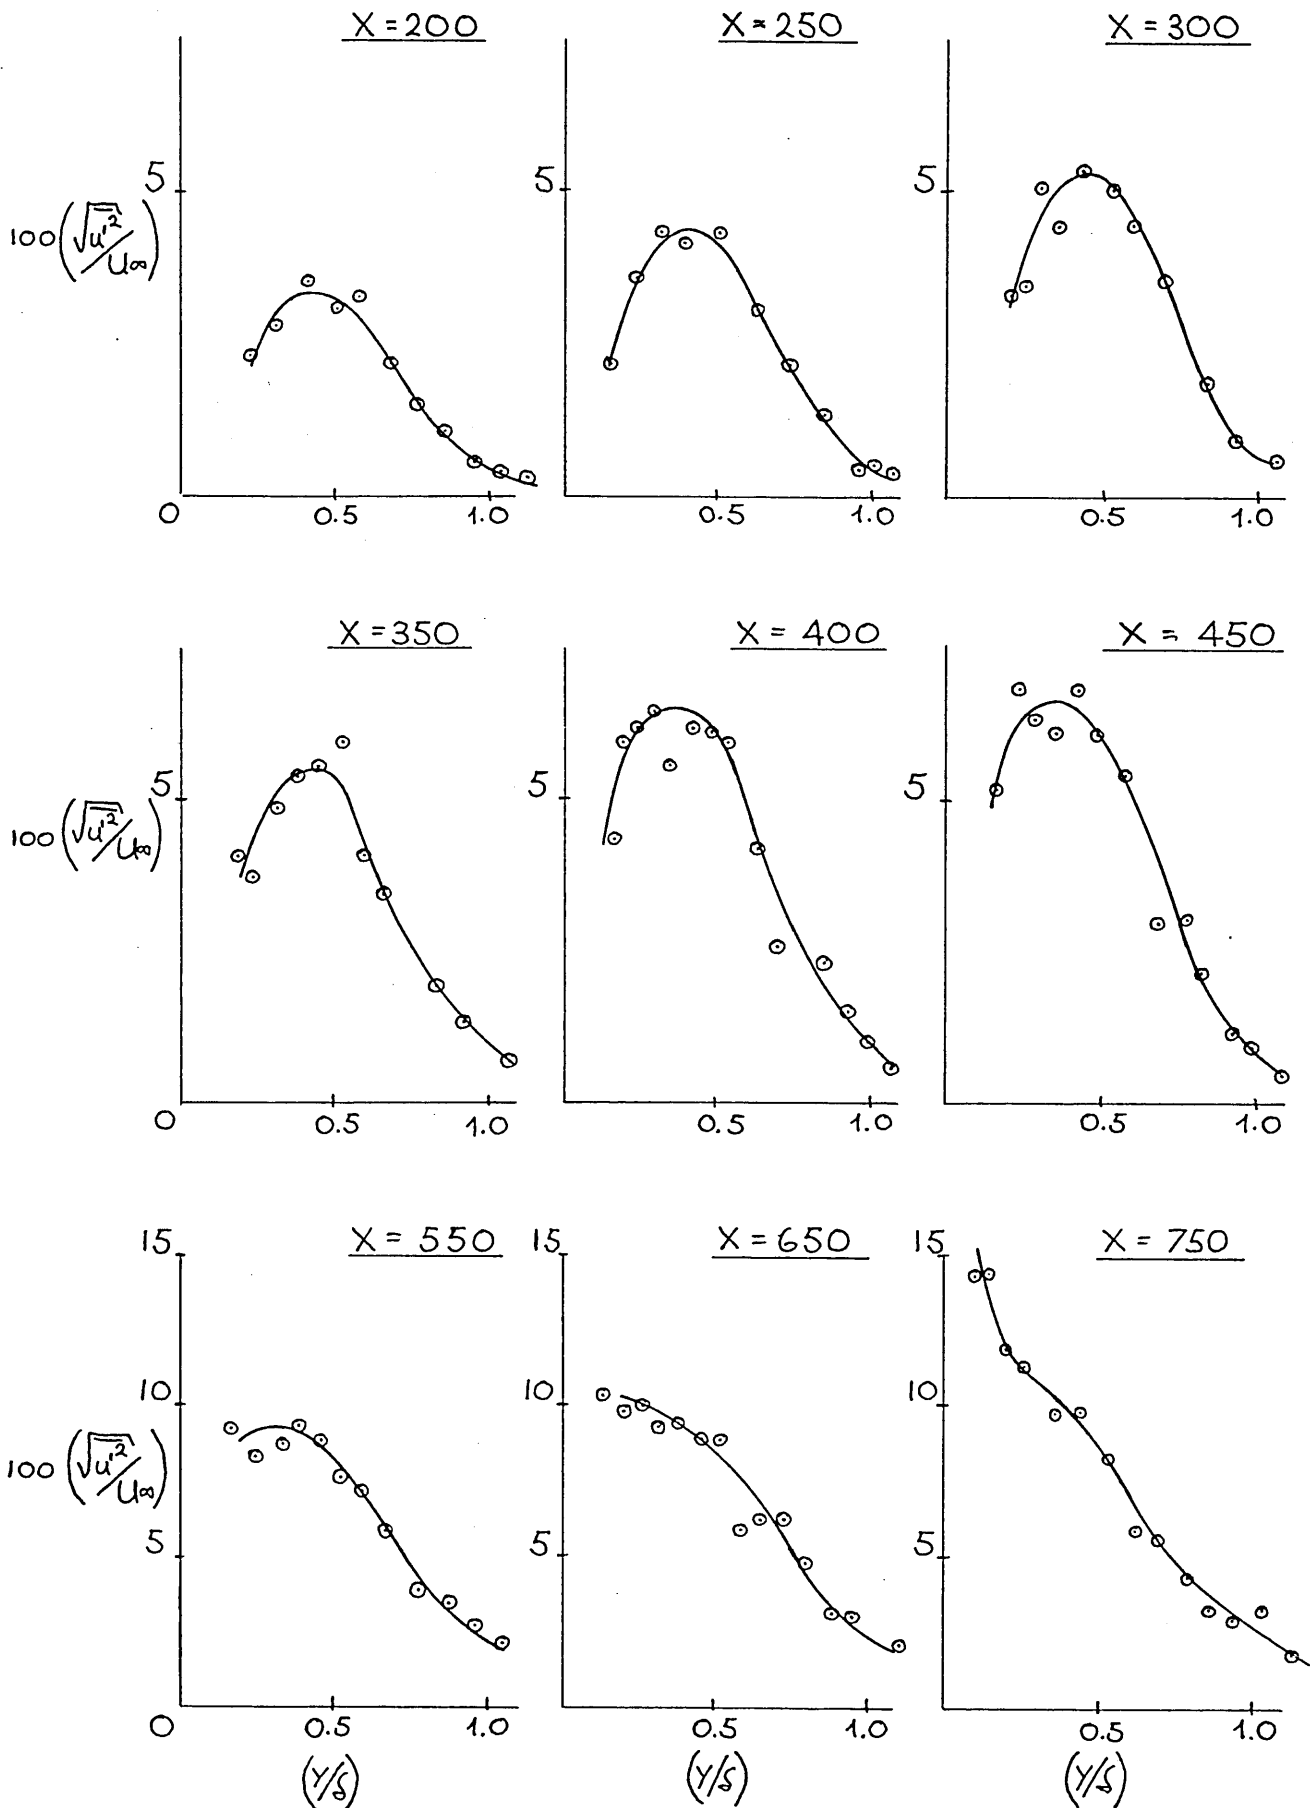 X = 200
X = 250
X = 300
5
5
5
100(√u'²/U∞)
0
0.5
1.0
0.5
1.0
0.5
1.0
X = 350
X = 400
X = 450
5
5
5
100(√u'²/U∞)
0
0.5
1.0
0.5
1.0
0.5
1.0
X = 550
X = 650
X = 750
15
15
15
10
10
10
100(√u'²/U∞)
5
5
5
0
0.5
1.0
0.5
1.0
0.5
1.0
(Y/δ)
(Y/δ)
(Y/δ)